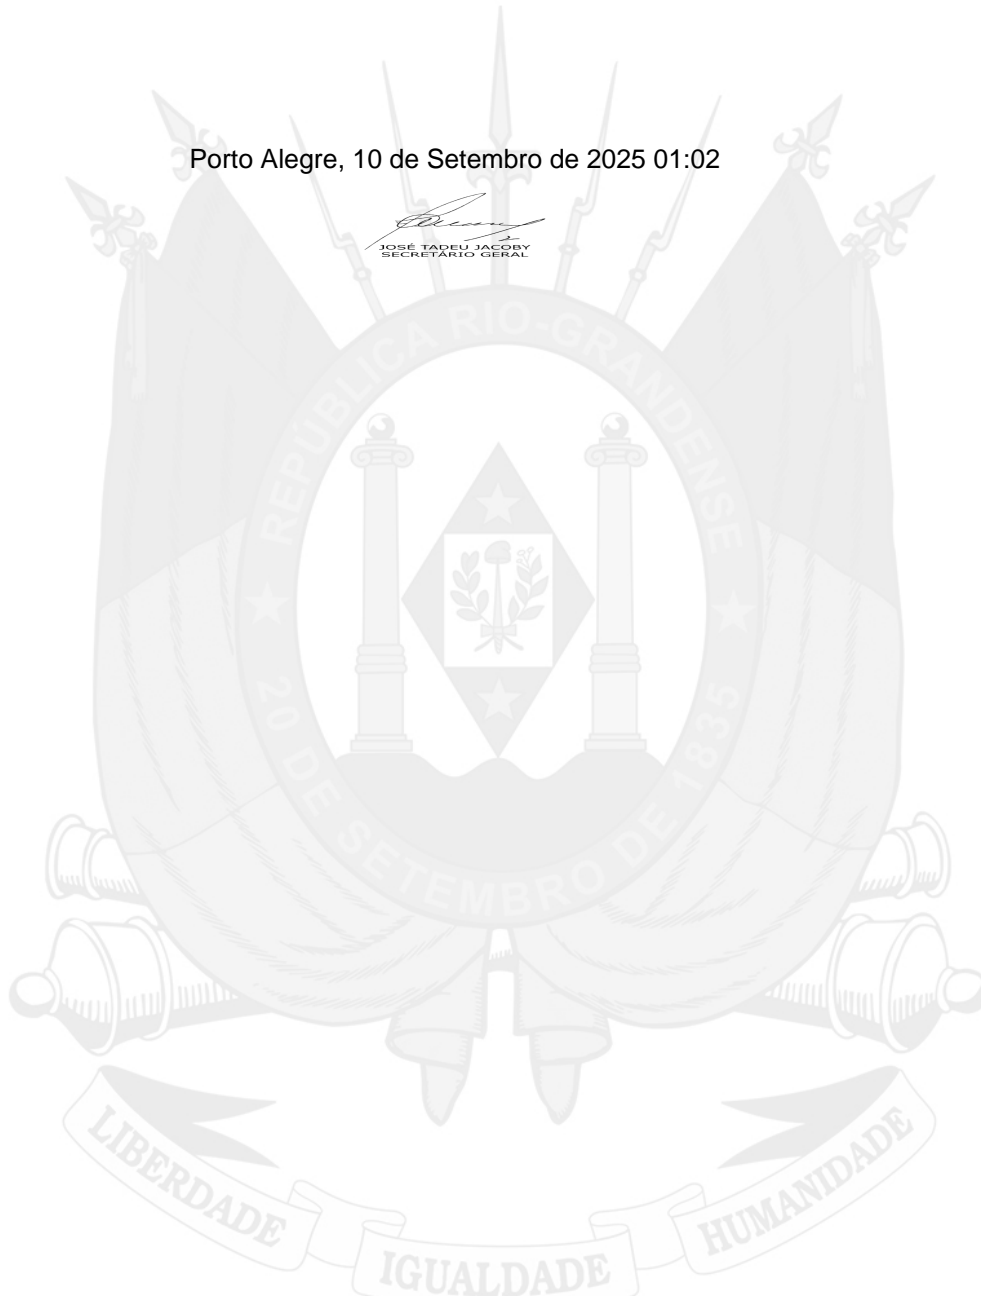 Porto Alegre, 10 de Setembro de 2025 01:02
JOSÉ TADEU JACOBY
SECRETÁRIO GERAL
REPÚBLICA RIO-GRANDENSE
20 DE SETEMBRO DE 1835
LIBERDADE
IGUALDADE
HUMANIDADE